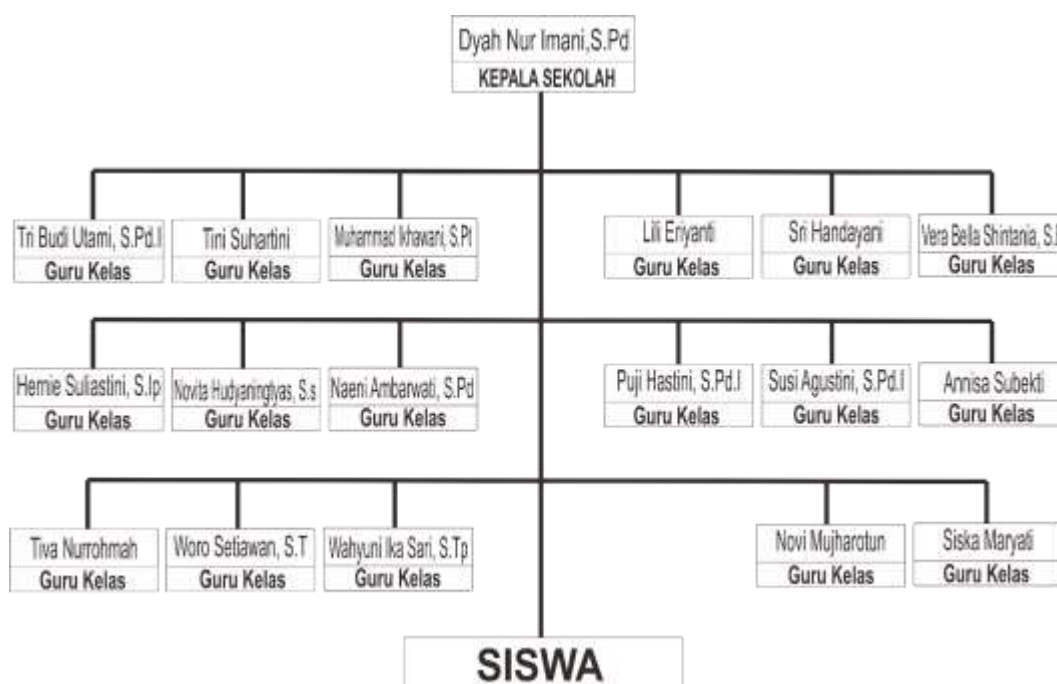 Dyah Nur Imani,S.Pd
KEPALA SEKOLAH
Tri Budi Utami, S.Pd.I
Guru Kelas
Tini Suhartini
Guru Kelas
Muhammad Ikhawani, S.Pt
Guru Kelas
Lili Eriyanti
Guru Kelas
Sri Handayani
Guru Kelas
Vera Bella Shintania,
Guru Kelas
Hernie Suliastini, S.Ip
Guru Kelas
Novita Hudyaningtyas, S.s
Guru Kelas
Naeni Ambarwati, S.Pd
Guru Kelas
Puji Hastini, S.Pd.I
Guru Kelas
Susi Agustini, S.Pd.I
Guru Kelas
Annisa Subekti
Guru Kelas
Tiva Nurrohmah
Guru Kelas
Woro Setiawan, S.T
Guru Kelas
Wahyuni Ika Sari, S.Tp
Guru Kelas
Novi Mujharotun
Guru Kelas
Siska Maryati
Guru Kelas
SISWA